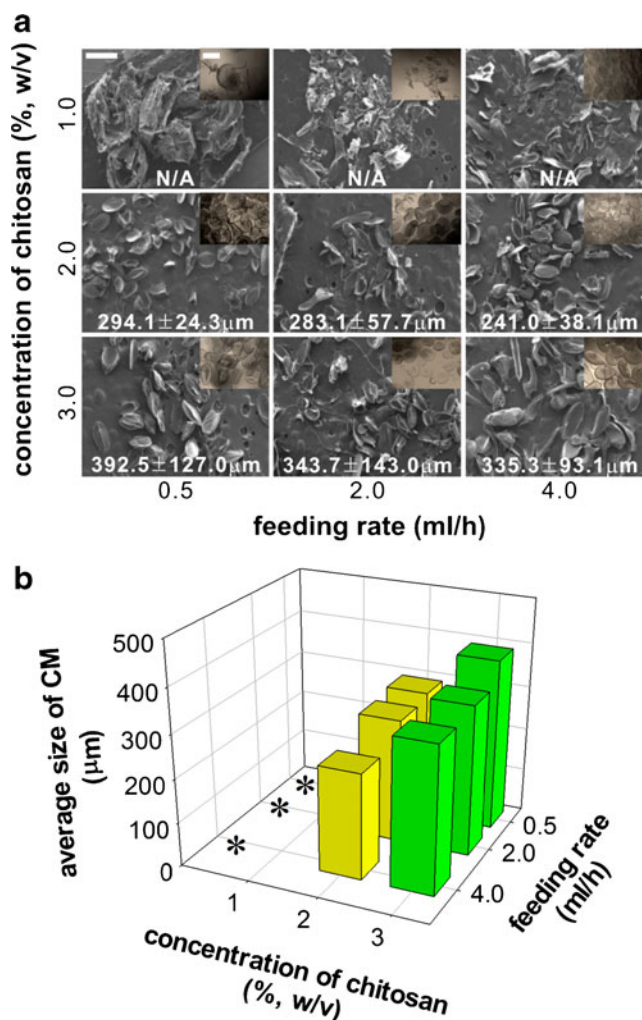 a
concentration of chitosan (%, w/v)
1.0
N/A
N/A
N/A
2.0
294.1±24.3μm
283.1±57.7μm
241.0±38.1μm
3.0
392.5±127.0μm
343.7±143.0μm
335.3±93.1μm
0.5
2.0
4.0
feeding rate (ml/h)
b
average size of CM
(μm)
500
400
300
200
100
0
*
*
*
1
2
3
concentration of chitosan
(%, w/v)
0.5
2.0
4.0
feeding rate
(ml/h)